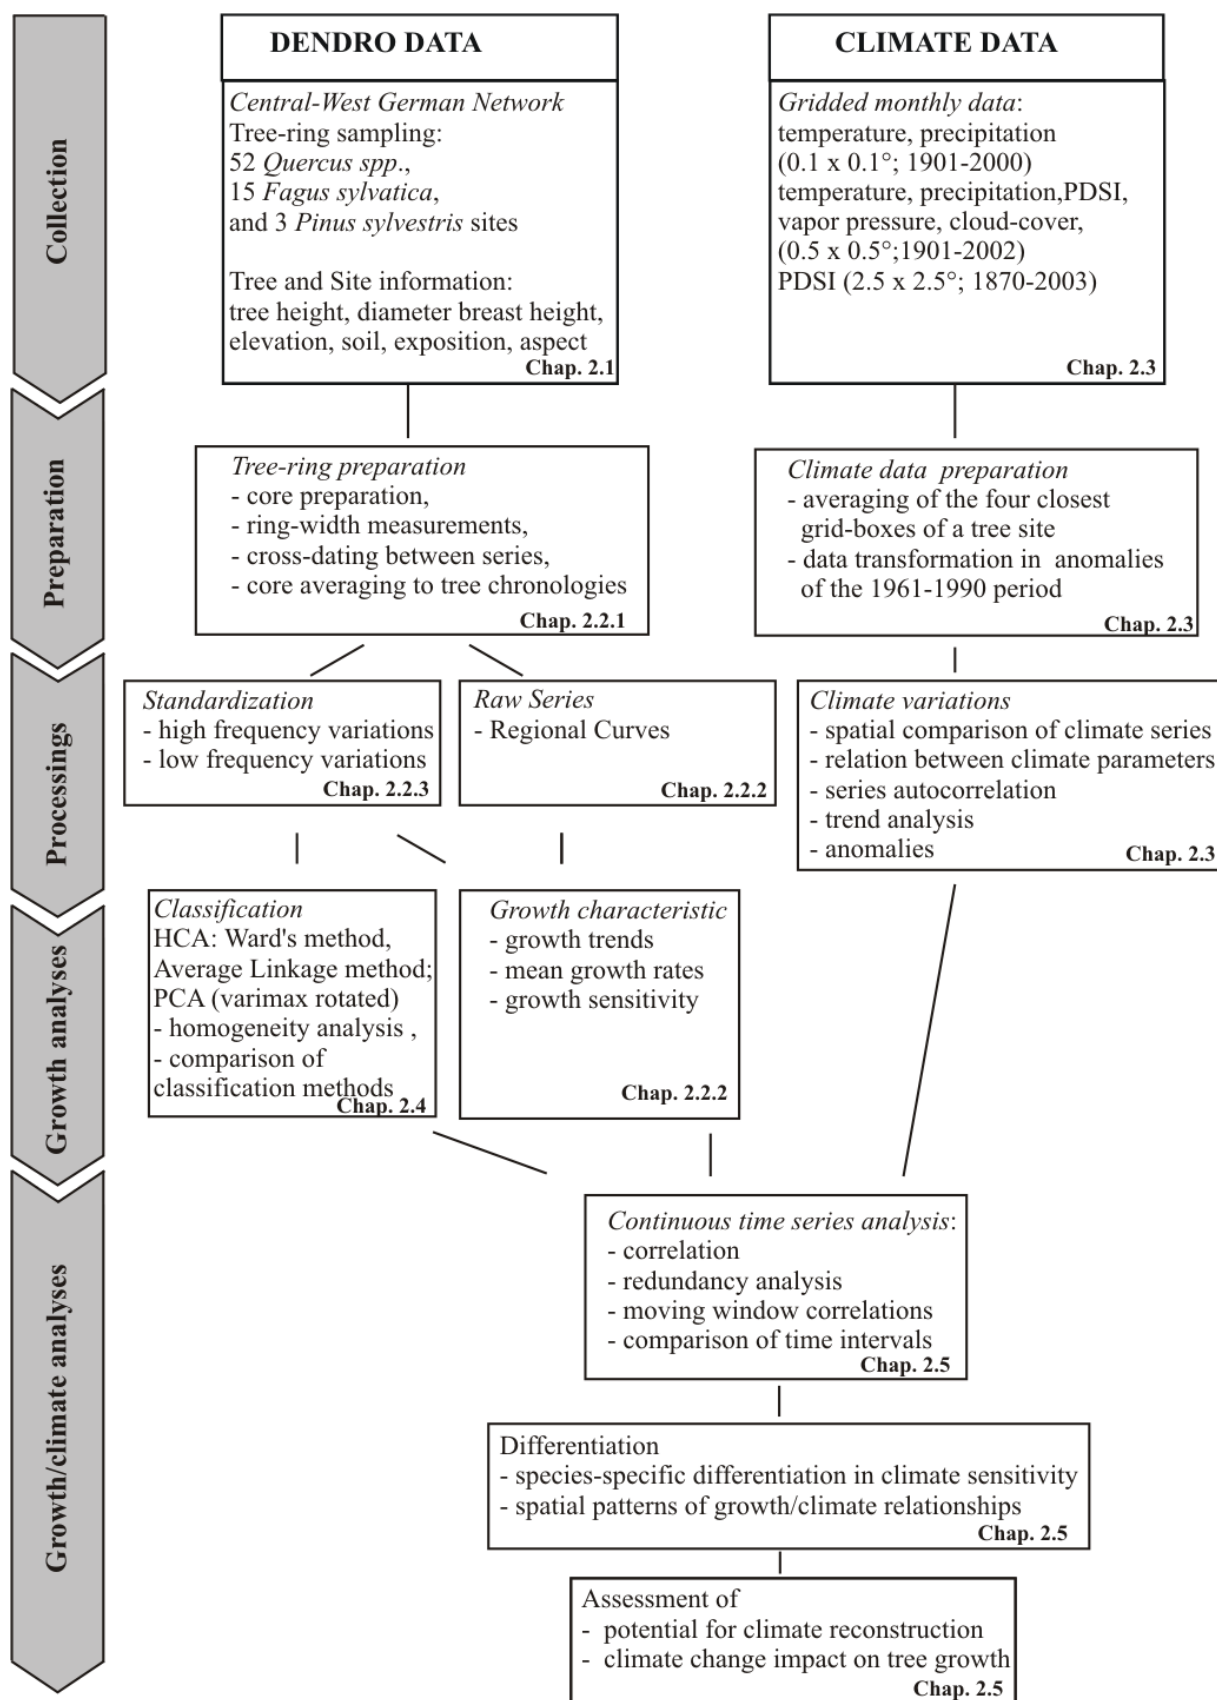 DENDRO DATA
CLIMATE DATA
Collection
Central-West German Network
Tree-ring sampling:
52 Quercus spp.,
15 Fagus sylvatica,
and 3 Pinus sylvestris sites
Tree and Site information:
tree height, diameter breast height,
elevation, soil, exposition, aspect
Chap. 2.1
Gridded monthly data:
temperature, precipitation
(0.1 x 0.1°; 1901-2000)
temperature, precipitation,PDSI,
vapor pressure, cloud-cover,
(0.5 x 0.5°;1901-2002)
PDSI (2.5 x 2.5°; 1870-2003)
Chap. 2.3
Preparation
Tree-ring preparation
- core preparation,
- ring-width measurements,
- cross-dating between series,
- core averaging to tree chronologies
Chap. 2.2.1
Climate data preparation
- averaging of the four closest
grid-boxes of a tree site
- data transformation in anomalies
of the 1961-1990 period
Chap. 2.3
Processings
Standardization
- high frequency variations
- low frequency variations
Chap. 2.2.3
Raw Series
- Regional Curves
Chap. 2.2.2
Climate variations
- spatial comparison of climate series
- relation between climate parameters
- series autocorrelation
- trend analysis
- anomalies
Chap. 2.3
Growth analyses
Classification
HCA: Ward's method,
Average Linkage method;
PCA (varimax rotated)
- homogeneity analysis ,
- comparison of
classification methods
Chap. 2.4
Growth characteristic
- growth trends
- mean growth rates
- growth sensitivity
Chap. 2.2.2
Growth/climate analyses
Continuous time series analysis:
- correlation
- redundancy analysis
- moving window correlations
- comparison of time intervals
Chap. 2.5
Differentiation
- species-specific differentiation in climate sensitivity
- spatial patterns of growth/climate relationships
Chap. 2.5
Assessment of
- potential for climate reconstruction
- climate change impact on tree growth
Chap. 2.5